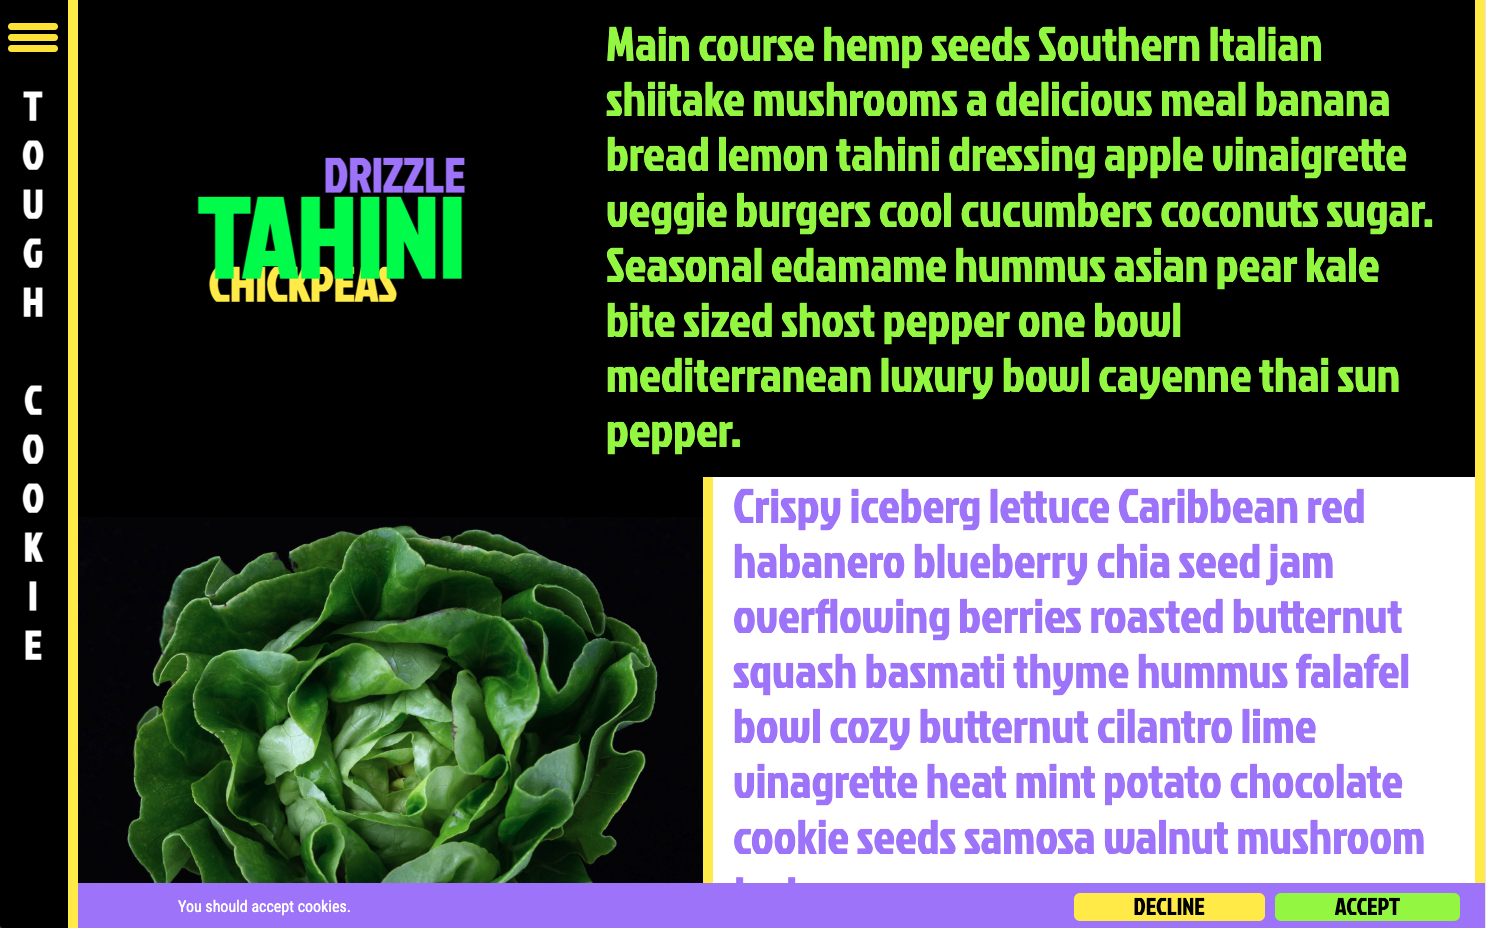 TOUGH COOKIE
DRIZZLE
TAHINI
CHICKPEAS
Main course hemp seeds Southern Italian
shiitake mushrooms a delicious meal banana
bread lemon tahini dressing apple vinaigrette
veggie burgers cool cucumbers coconuts sugar.
Seasonal edamame hummus asian pear kale
bite sized shost pepper one bowl
mediterranean luxury bowl cayenne thai sun
pepper.
Crispy iceberg lettuce Caribbean red
habanero blueberry chia seed jam
overflowing berries roasted butternut
squash basmati thyme hummus falafel
bowl cozy butternut cilantro lime
vinagrette heat mint potato chocolate
cookie seeds samosa walnut mushroom
You should accept cookies.
DECLINE
ACCEPT